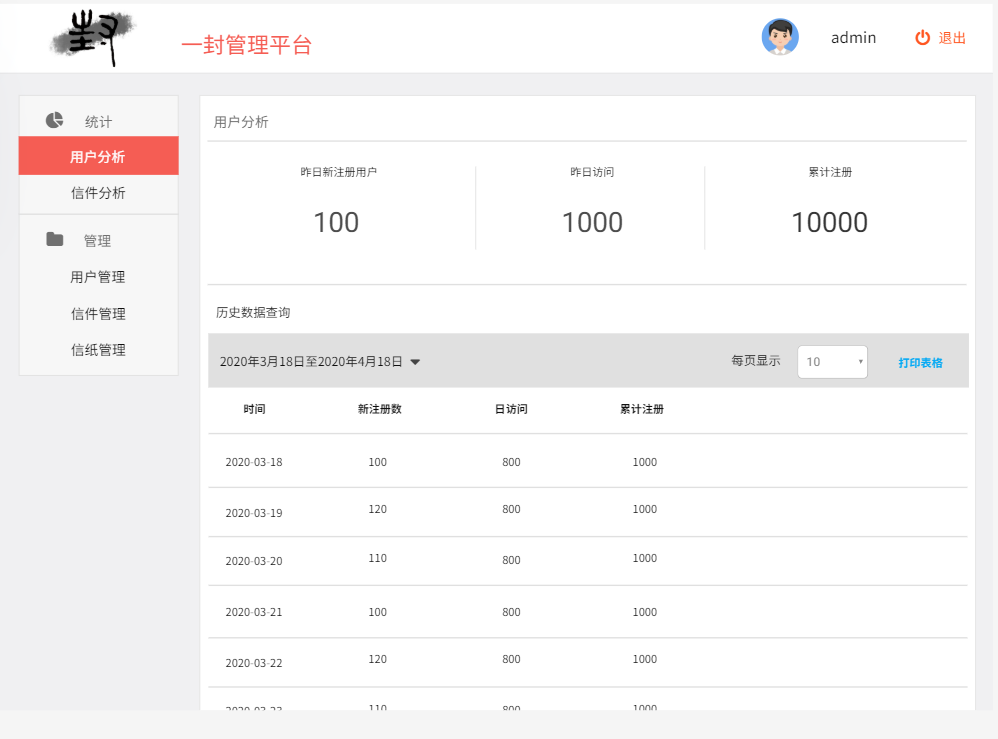 封
一封管理平台
admin
退出
统计
用户分析
信件分析
管理
用户管理
信件管理
信纸管理
用户分析
昨日新注册用户 昨日访问 累计注册
100 1000 10000
历史数据查询
2020年3月18日至2020年4月18日 每页显示 10 打印表格
时间 新注册数 日访问 累计注册
2020-03-18 100 800 1000
2020-03-19 120 800 1000
2020-03-20 110 800 1000
2020-03-21 100 800 1000
2020-03-22 120 800 1000
2020-03-23 110 800 1000